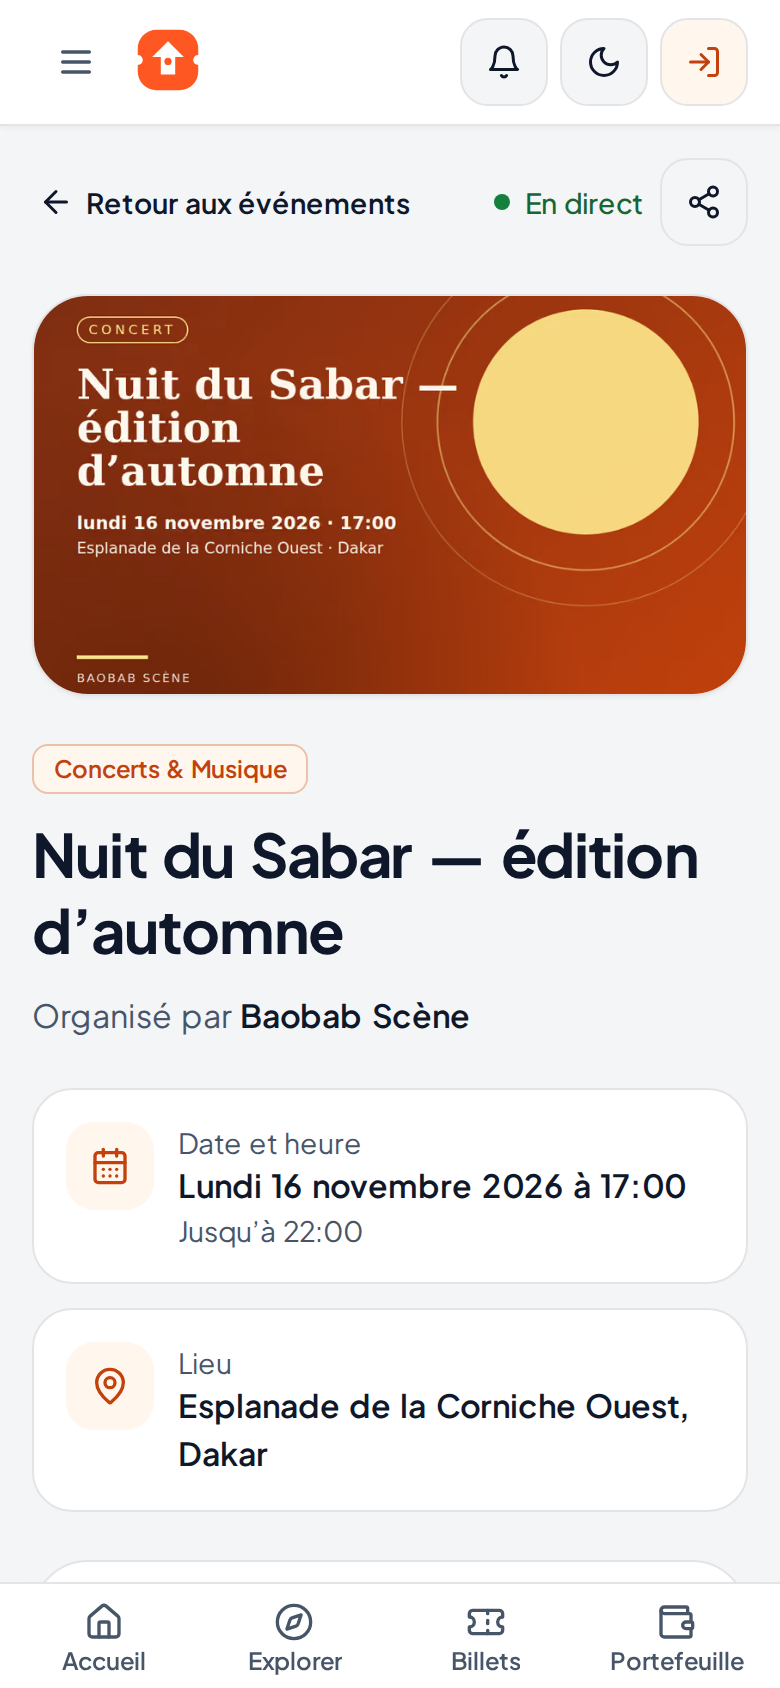 Retour aux événements
En direct
CONCERT
Nuit du Sabar —
édition
d’automne
lundi 16 novembre 2026 · 17:00
Esplanade de la Corniche Ouest · Dakar
BAOBAB SCÈNE
Concerts & Musique
Nuit du Sabar — édition
d’automne
Organisé par Baobab Scène
Date et heure
Lundi 16 novembre 2026 à 17:00
Jusqu’à 22:00
Lieu
Esplanade de la Corniche Ouest,
Dakar
Accueil
Explorer
Billets
Portefeuille